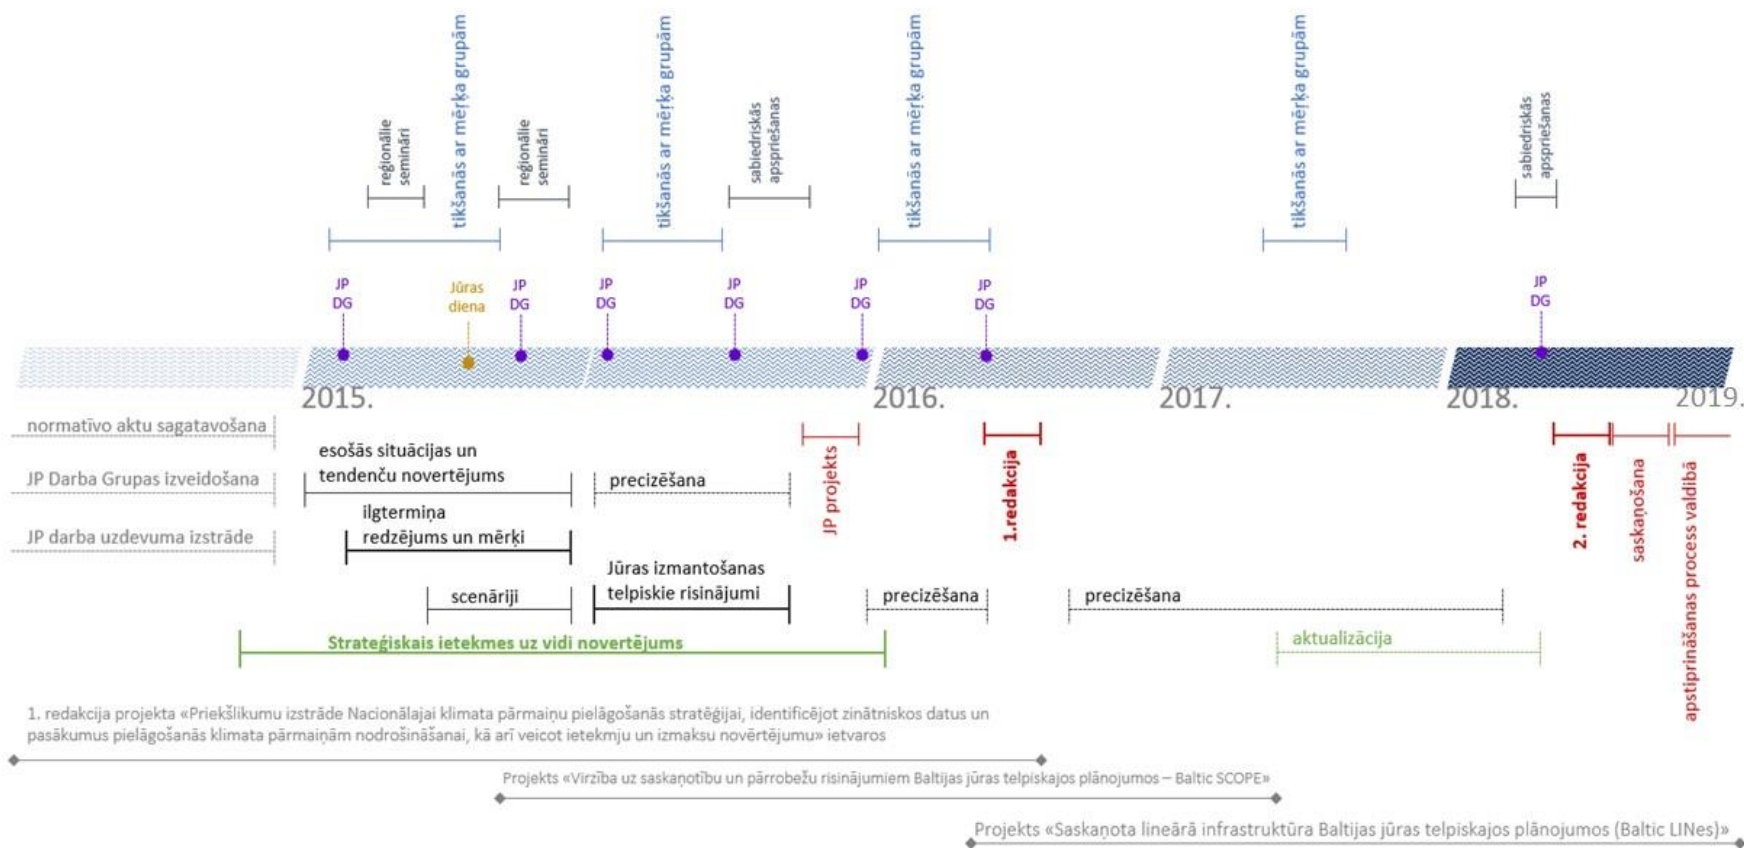 tikšanās ar mērķa grupām
tikšanās ar mērķa grupām
tikšanās ar mērķa grupām
tikšanās ar mērķa grupām
reģionālie
semināri
reģionālie
semināri
sabiedriskās
apspriešanas
sabiedriskās
apspriešanas
JP
DG
Jūras
diena
JP
DG
JP
DG
JP
DG
JP
DG
JP
DG
JP
DG
2015.
2016.
2017.
2018.
2019.
normatīvo aktu sagatavošana
JP Darba Grupas izveidošana
JP darba uzdevuma izstrāde
esošās situācijas un
tendenču novertējums
ilgtermiņa
redzējums un mērķi
scenāriji
precizēšana
Jūras izmantošanas
telpiskie risinājumi
JP projekts
precizēšana
1.redakcija
precizēšana
2. redakcija
saskaņošana
apstiprināšanas process valdībā
Stratēģiskais ietekmes uz vidi novertējums
aktualizācija
1. redakcija projekta «Priekšlikumu izstrāde Nacionālajai klimata pārmaiņu pielāgošanās stratēģijai, identificējot zinātniskos datus un
pasākumus pielāgošanās klimata pārmaiņām nodrošināšanai, kā arī veicot ietekmju un izmaksu novērtējumu» ietvaros
Projekts «Virzība uz saskaņotību un pārrobežu risinājumiem Baltijas jūras telpiskajos plānojumos – Baltic SCOPE»
Projekts «Saskaņota lineārā infrastruktūra Baltijas jūras telpiskajos plānojumos (Baltic LINes)»